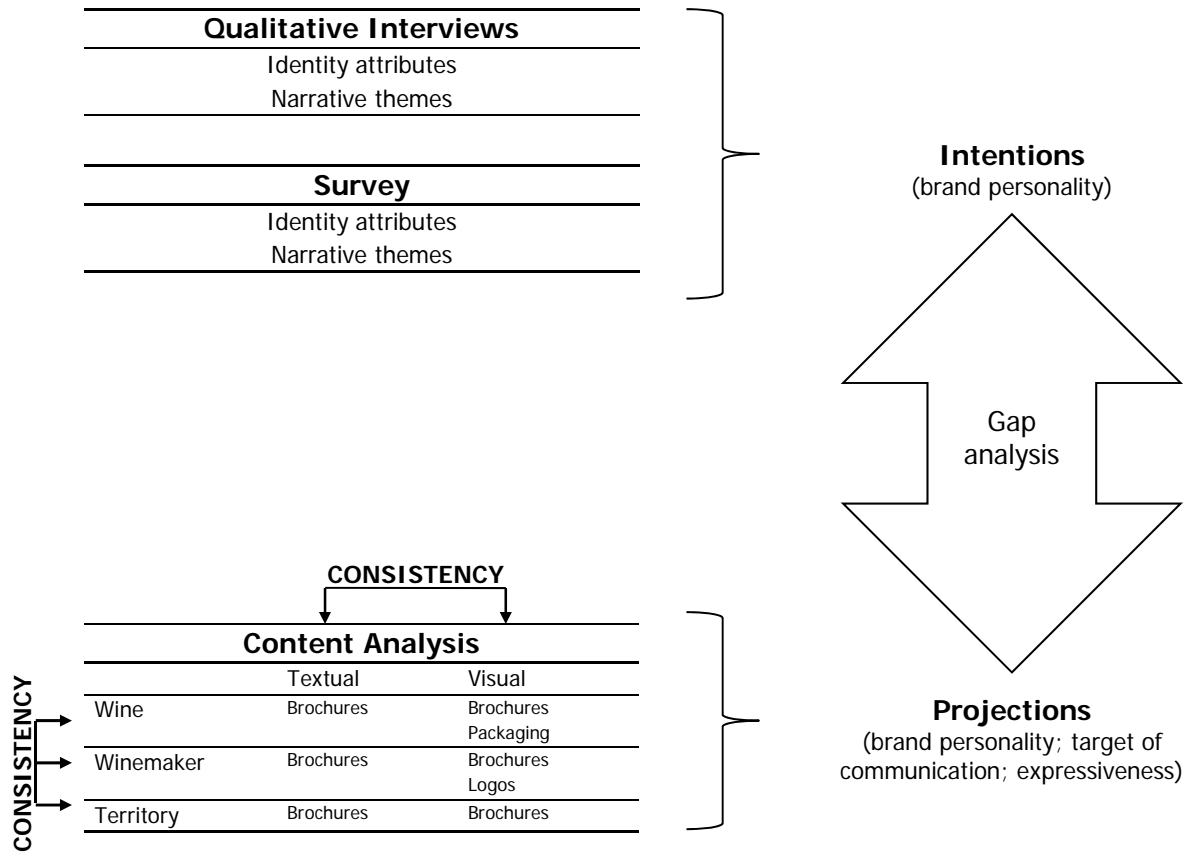 Qualitative Interviews
Identity attributes
Narrative themes
Survey
Identity attributes
Narrative themes
Intentions
(brand personality)
Gap
analysis
CONSISTENCY
Content Analysis
Textual Visual
Wine Brochures Brochures
Packaging
Winemaker Brochures Brochures
Logos
Territory Brochures Brochures
CONSISTENCY
Projections
(brand personality; target of
communication; expressiveness)